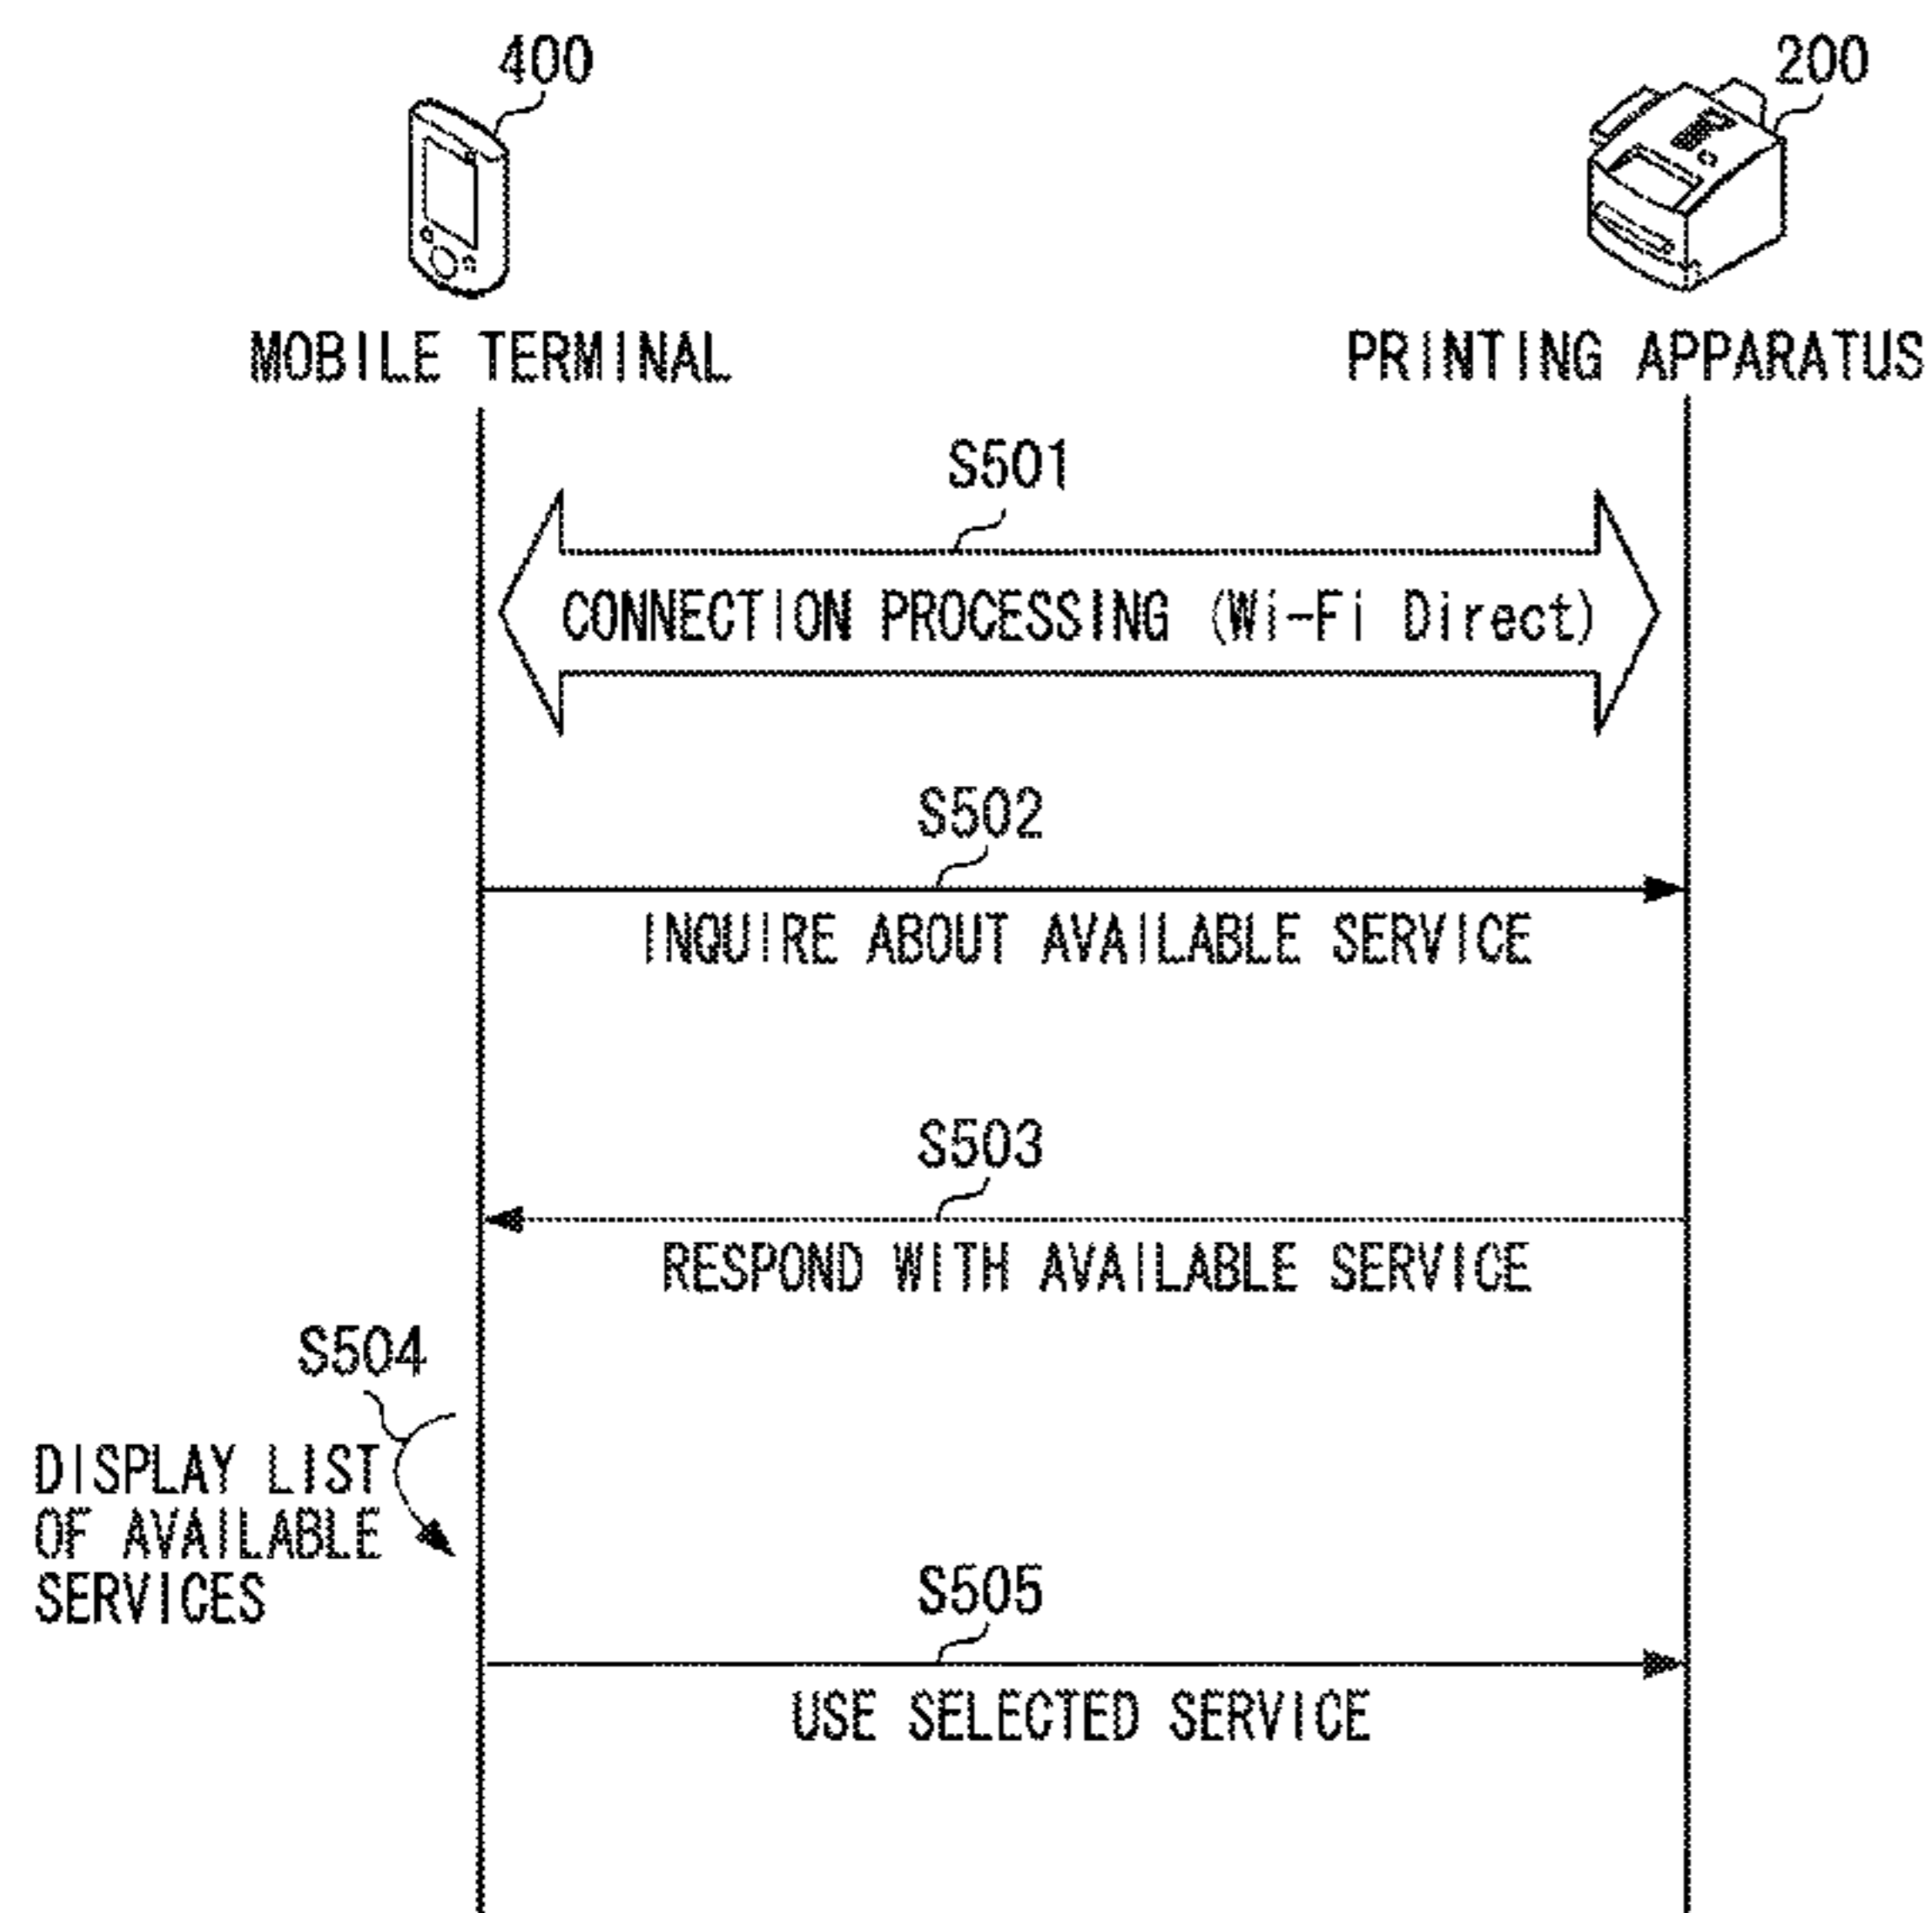 400
200
MOBILE TERMINAL
PRINTING APPARATUS
S501
CONNECTION PROCESSING (Wi-Fi Direct)
S502
INQUIRE ABOUT AVAILABLE SERVICE
S503
RESPOND WITH AVAILABLE SERVICE
S504
DISPLAY LIST
OF AVAILABLE
SERVICES
S505
USE SELECTED SERVICE